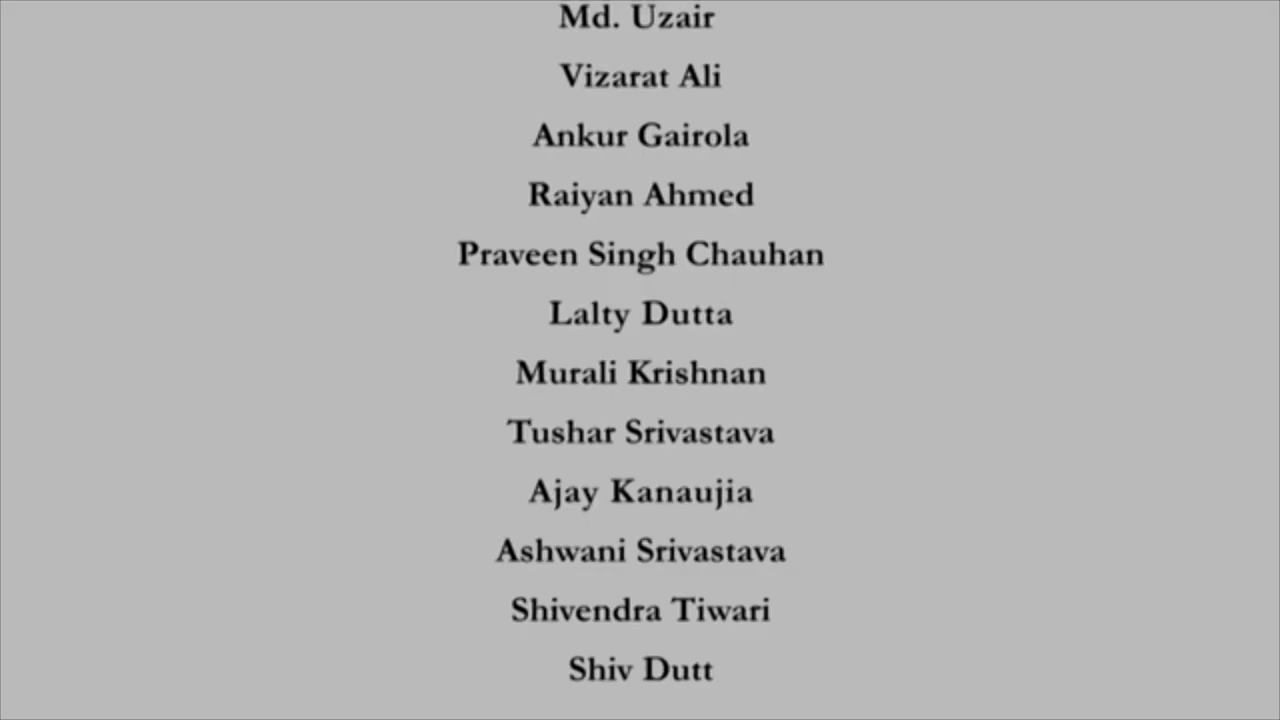 Md. Uzair
Vizarat Ali
Ankur Gairola
Raiyan Ahmed
Praveen Singh Chauhan
Lalty Dutta
Murali Krishnan
Tushar Srivastava
Ajay Kanaujia
Ashwani Srivastava
Shivendra Tiwari
Shiv Dutt